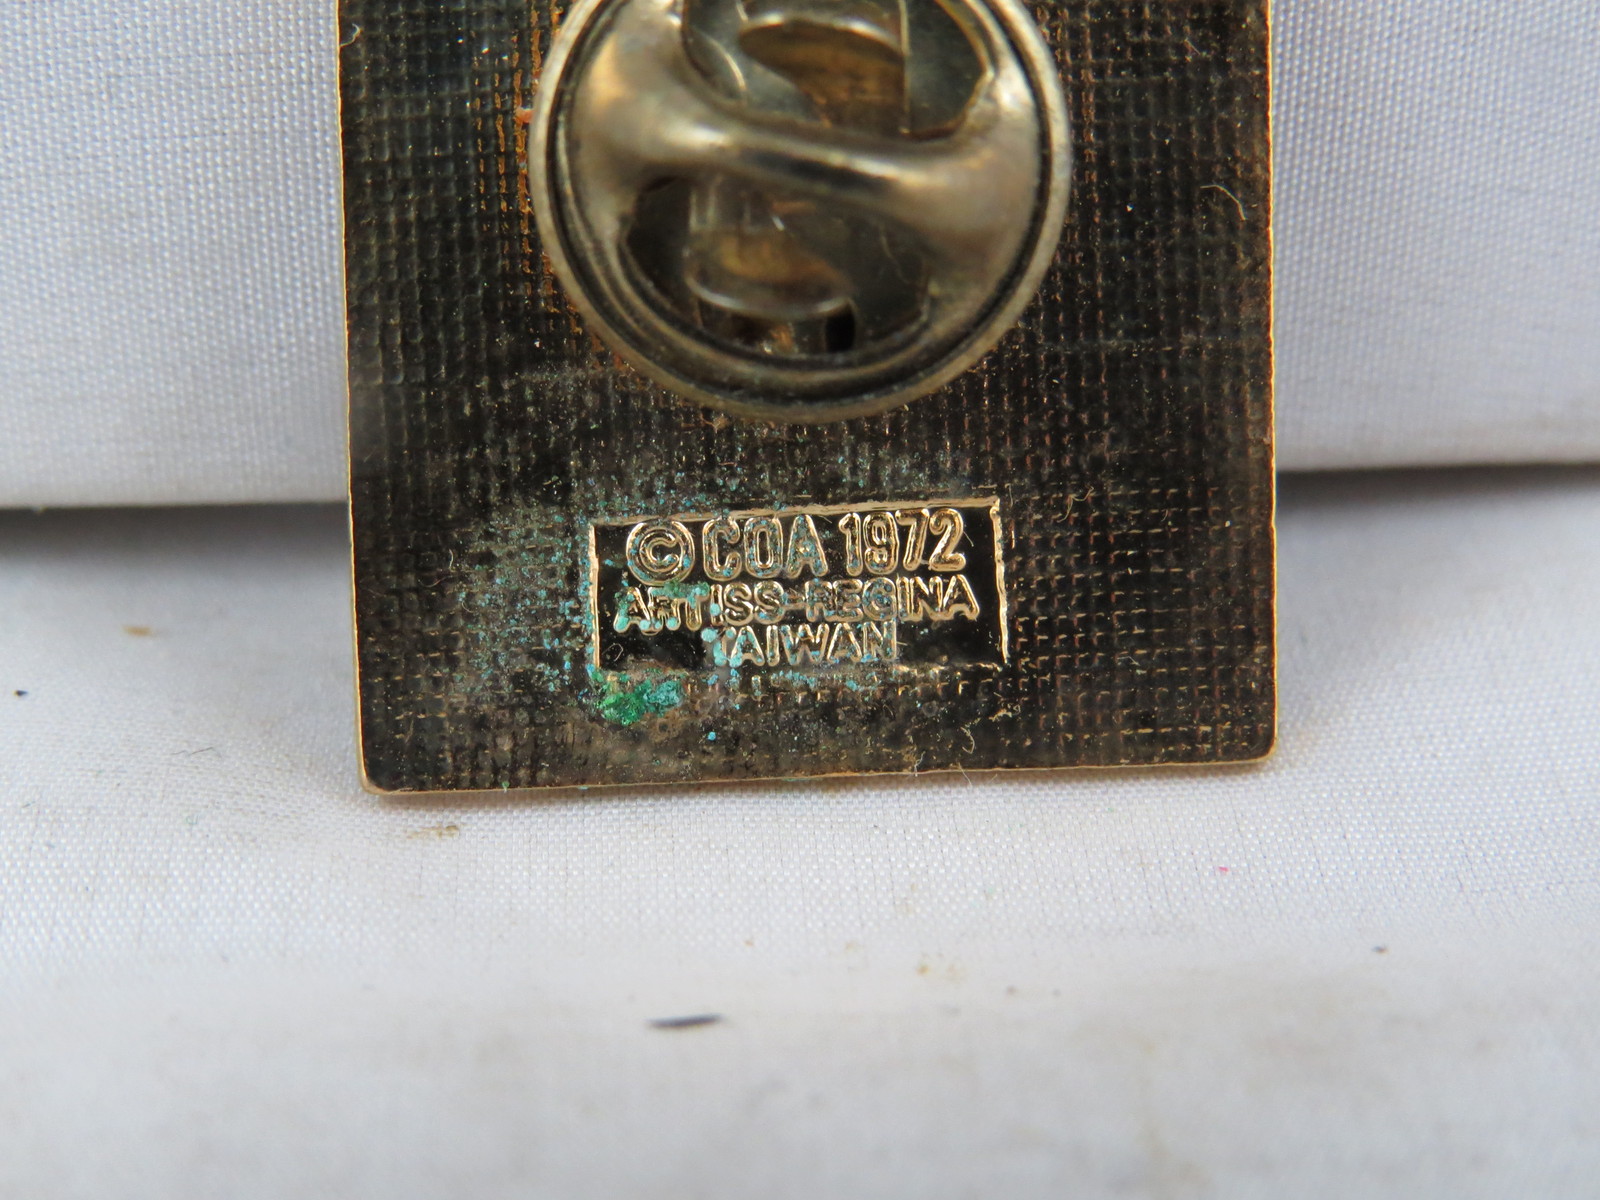 © COA 1972
ARTISS-REGINA
TAIWAN